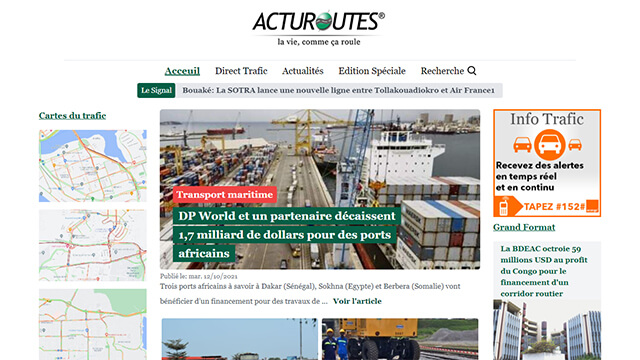 ACTUROUTES®
la vie, comme ça roule
Acceuil Direct Trafic Actualités Edition Spéciale Recherche
Le Signal Bouaké: La SOTRA lance une nouvelle ligne entre Tollakouadiokro et Air France1
Cartes du trafic
Transport maritime
DP World et un partenaire décaissent
1,7 milliard de dollars pour des ports
africains
Publié le: mar. 12/10/2021
Trois ports africains à savoir à Dakar (Sénégal), Sokhna (Egypte) et Berbera (Somalie) vont
bénéficier d'un financement pour des travaux de ... Voir l'article
Info Trafic
Recevez des alertes
en temps réel
et en continu
TAPEZ #152#
Grand Format
La BDEAC octroie 59
millions USD au profit
du Congo pour le
financement d'un
corridor routier